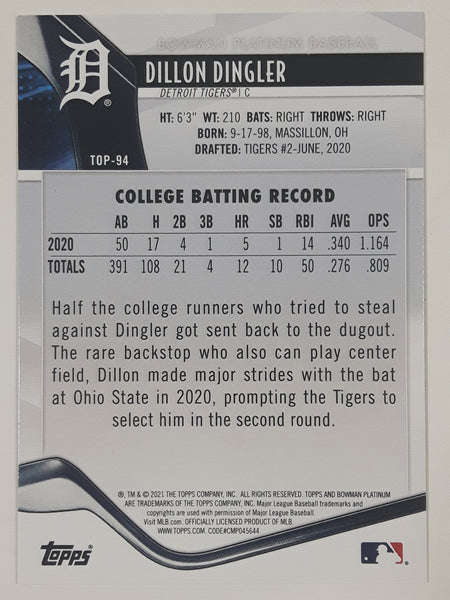 BOWMAN PLATINUM BASEBALL
D ®
DILLON DINGLER
DETROIT TIGERS® | C
HT: 6'3" WT: 210 BATS: RIGHT THROWS: RIGHT
BORN: 9-17-98, MASSILLON, OH
DRAFTED: TIGERS #2-JUNE, 2020
TOP-94
COLLEGE BATTING RECORD
AB H 2B 3B HR SB RBI AVG OPS
2020 50 17 4 1 5 1 14 .340 1.164
TOTALS 391 108 21 4 12 10 50 .276 .809
Half the college runners who tried to steal
against Dingler got sent back to the dugout.
The rare backstop who also can play center
field, Dillon made major strides with the bat
at Ohio State in 2020, prompting the Tigers to
select him in the second round.
®, TM & © 2021 THE TOPPS COMPANY, INC. ALL RIGHTS RESERVED. TOPPS AND BOWMAN PLATINUM
ARE TRADEMARKS OF THE TOPPS COMPANY, INC. Major League Baseball trademarks and
copyrights are used with permission of Major League Baseball.
Visit MLB.com. OFFICIALLY LICENSED PRODUCT OF MLB
WWW.TOPPS.COM CODE#CMP045644
TOPPS